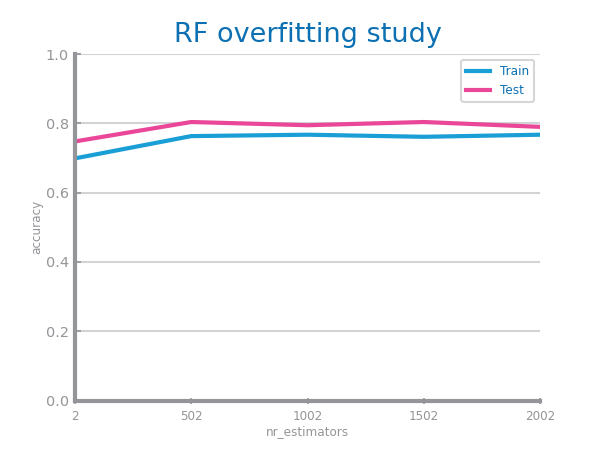 RF overfitting study
1.0
0.8
0.6
0.4
0.2
0.0
accuracy
Train
Test
2 502 1002 1502 2002
nr_estimators